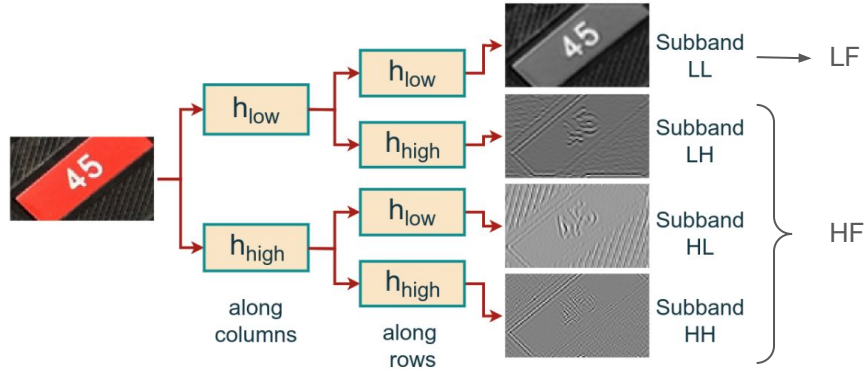 45
h_low
h_high
along
columns
h_low
h_high
h_low
h_high
along
rows
45
Subband
LL
LF
Subband
LH
Subband
HL
Subband
HH
HF